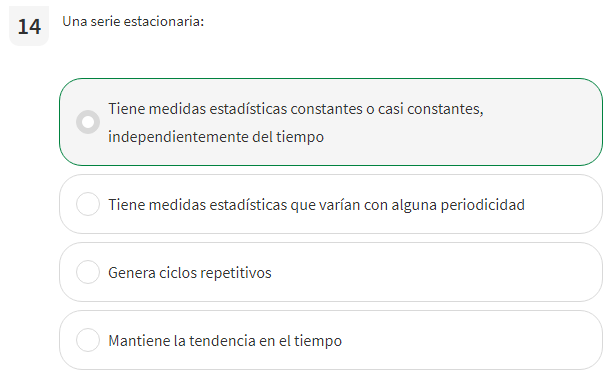 14
Una serie estacionaria:
Tiene medidas estadísticas constantes o casi constantes,
independientemente del tiempo
Tiene medidas estadísticas que varían con alguna periodicidad
Genera ciclos repetitivos
Mantiene la tendencia en el tiempo